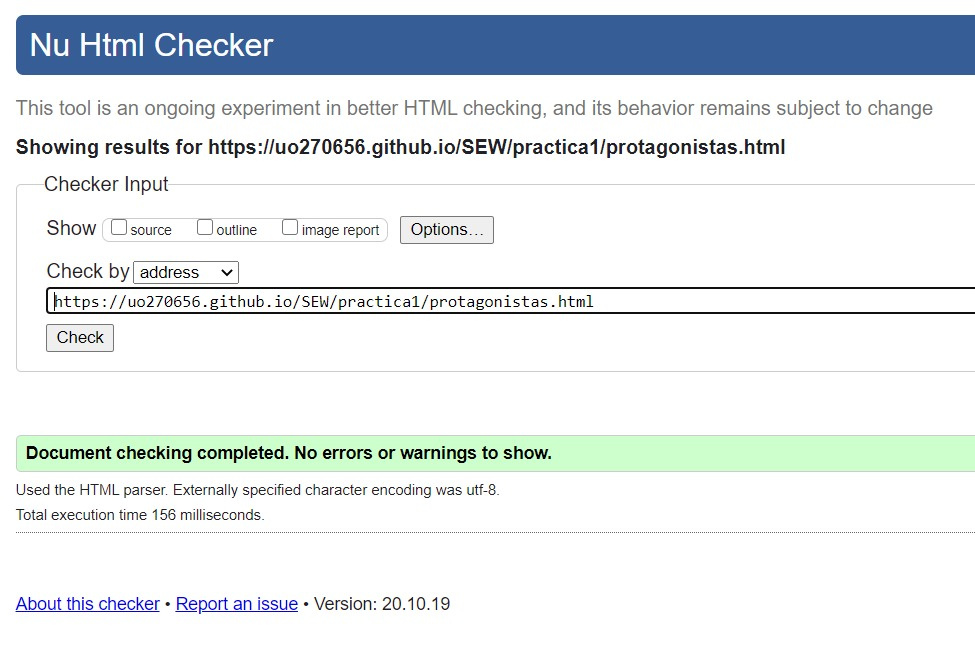 Nu Html Checker
This tool is an ongoing experiment in better HTML checking, and its behavior remains subject to change
Showing results for https://uo270656.github.io/SEW/practica1/protagonistas.html
Checker Input
Show source outline image report Options...
Check by address
https://uo270656.github.io/SEW/practica1/protagonistas.html
Check
Document checking completed. No errors or warnings to show.
Used the HTML parser. Externally specified character encoding was utf-8.
Total execution time 156 milliseconds.
About this checker • Report an issue • Version: 20.10.19